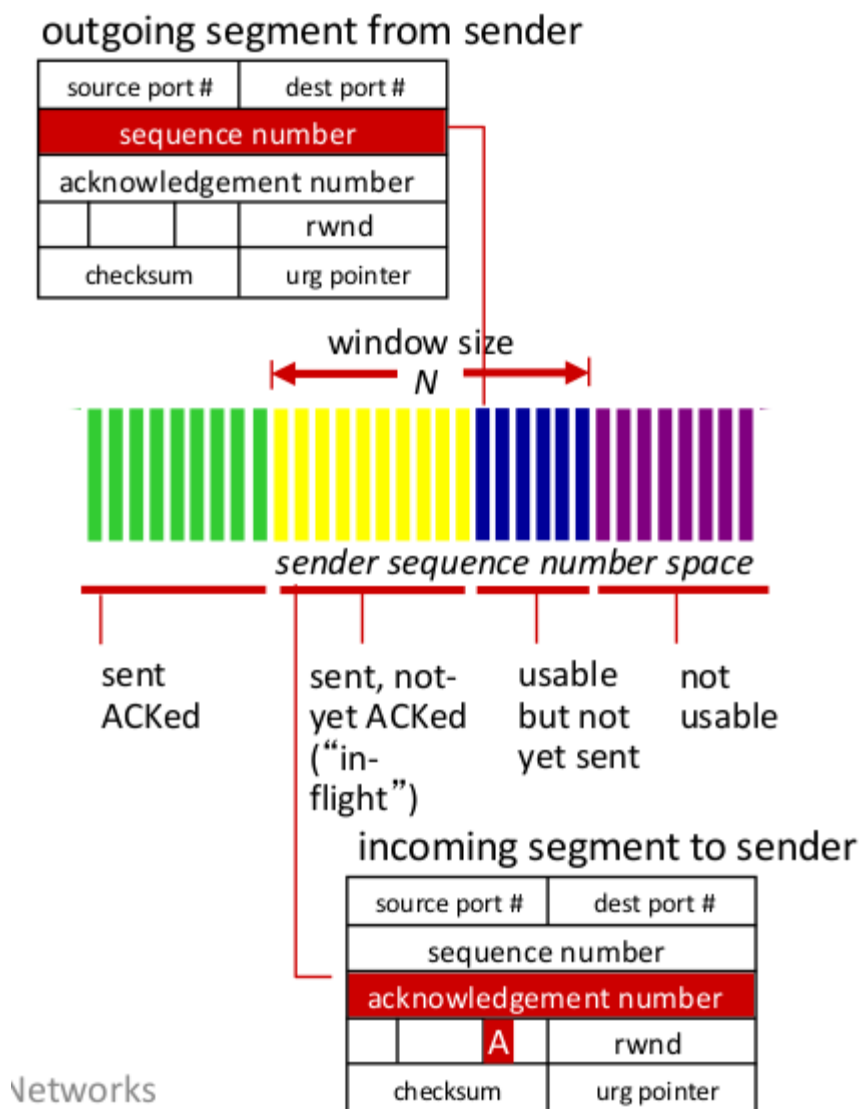 outgoing segment from sender
source port # dest port #
sequence number
acknowledgement number
rwnd
checksum urg pointer
window size
N
sender sequence number space
sent
ACKed
sent, not-
yet ACKed
(“in-
flight”)
usable
but not
yet sent
not
usable
incoming segment to sender
source port # dest port #
sequence number
acknowledgement number
A rwnd
checksum urg pointer
Networks